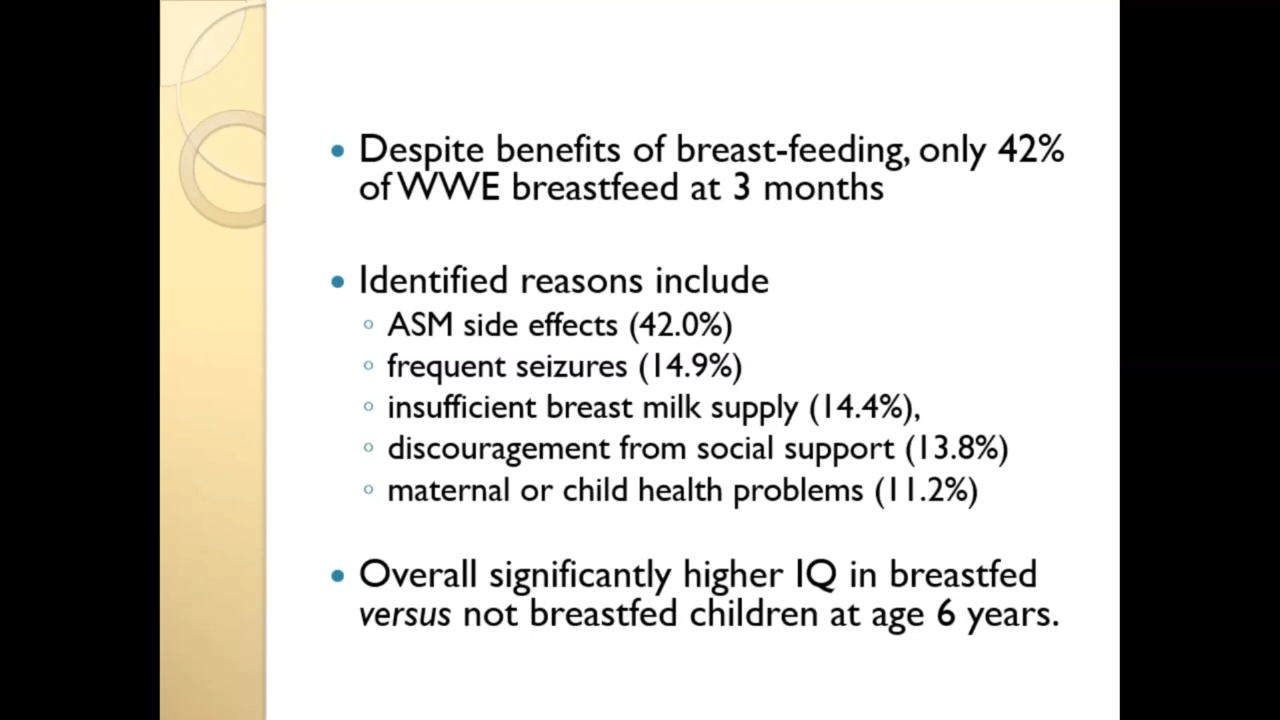 • Despite benefits of breast-feeding, only 42%
of WWE breastfeed at 3 months
• Identified reasons include
◦ ASM side effects (42.0%)
◦ frequent seizures (14.9%)
◦ insufficient breast milk supply (14.4%),
◦ discouragement from social support (13.8%)
◦ maternal or child health problems (11.2%)
• Overall significantly higher IQ in breastfed
versus not breastfed children at age 6 years.